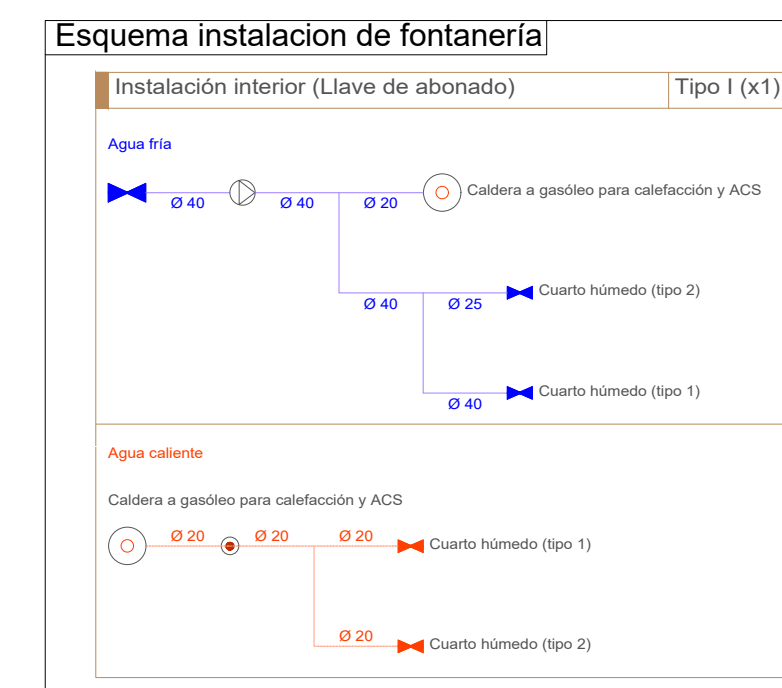 Esquema instalacion de fontanería
Instalación interior (Llave de abonado) Tipo I (x1)
Agua fría
Ø 40 Ø 40 Ø 20 Caldera a gasóleo para calefacción y ACS
Ø 40 Ø 25 Cuarto húmedo (tipo 2)
Ø 40 Cuarto húmedo (tipo 1)
Agua caliente
Caldera a gasóleo para calefacción y ACS
Ø 20 Ø 20 Ø 20 Cuarto húmedo (tipo 1)
Ø 20 Cuarto húmedo (tipo 2)